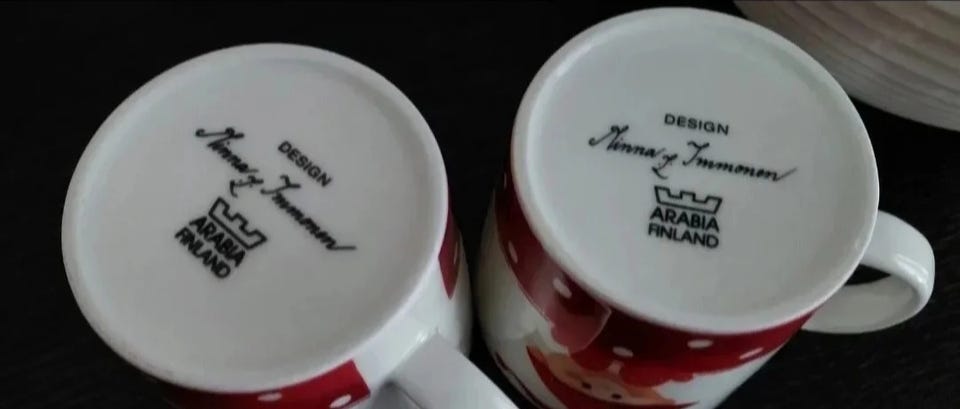 DESIGN
Minna L Immonen
ARABIA
FINLAND
DESIGN
Minna L Immonen
ARABIA
FINLAND